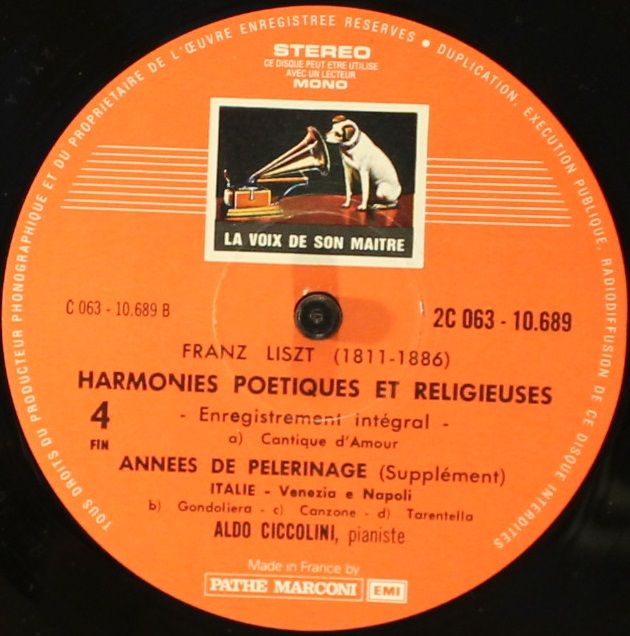 TOUS DROITS DU PRODUCTEUR PHONOGRAPHIQUE ET DU PROPRIETAIRE DE L'ŒUVRE ENREGISTREE RESERVES • DUPLICATION, EXECUTION PUBLIQUE, RADIODIFFUSION DE CE DISQUE INTERDITES
STEREO
CE DISQUE PEUT ETRE UTILISE
AVEC UN LECTEUR
MONO
LA VOIX DE SON MAITRE
C 063 - 10.689 B
2C 063 - 10.689
FRANZ LISZT (1811-1886)
HARMONIES POETIQUES ET RELIGIEUSES
4
- Enregistrement intégral -
FIN
a) Cantique d'Amour
ANNEES DE PELERINAGE (Supplément)
ITALIE - Venezia e Napoli
b) Gondoliera - c) Canzone - d) Tarentella
ALDO CICCOLINI, pianiste
Made in France by
PATHE MARCONI EMI